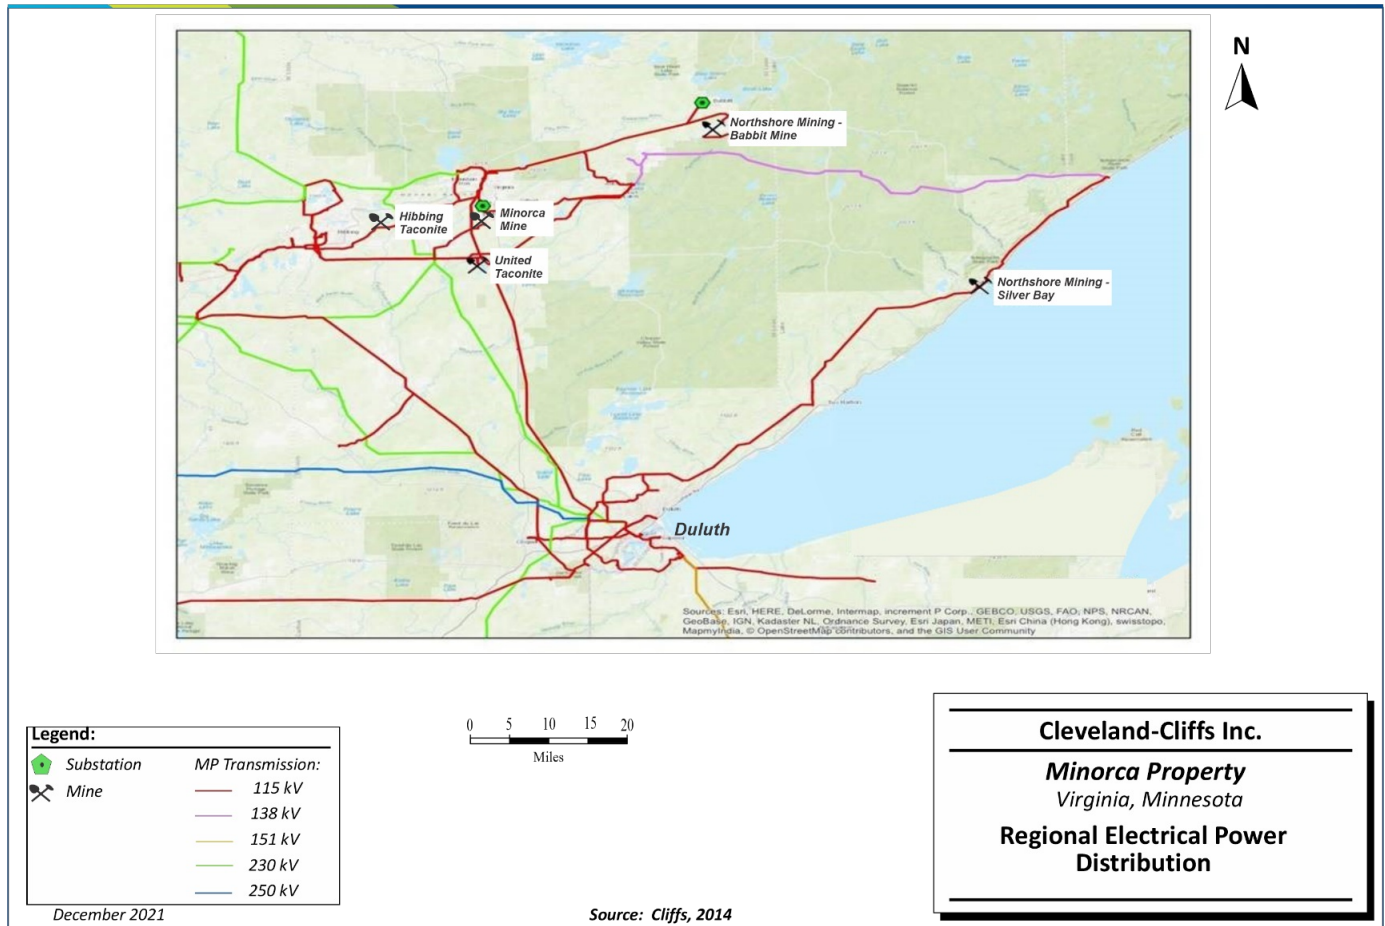 N
Northshore Mining -
Babbit Mine
Hibbing
Taconite
Minorca
Mine
United
Taconite
Northshore Mining -
Silver Bay
Duluth
Sources: Esri, HERE, DeLorme, Intermap, increment P Corp., GEBCO, USGS, FAO, NPS, NRCAN,
GeoBase, IGN, Kadaster NL, Ordnance Survey, Esri Japan, METI, Esri China (Hong Kong), swisstopo,
MapmyIndia, © OpenStreetMap contributors, and the GIS User Community
Legend:
Substation
Mine
MP Transmission:
115 kV
138 kV
151 kV
230 kV
250 kV
0 5 10 15 20
Miles
Cleveland-Cliffs Inc.
Minorca Property
Virginia, Minnesota
Regional Electrical Power
Distribution
December 2021
Source: Cliffs, 2014